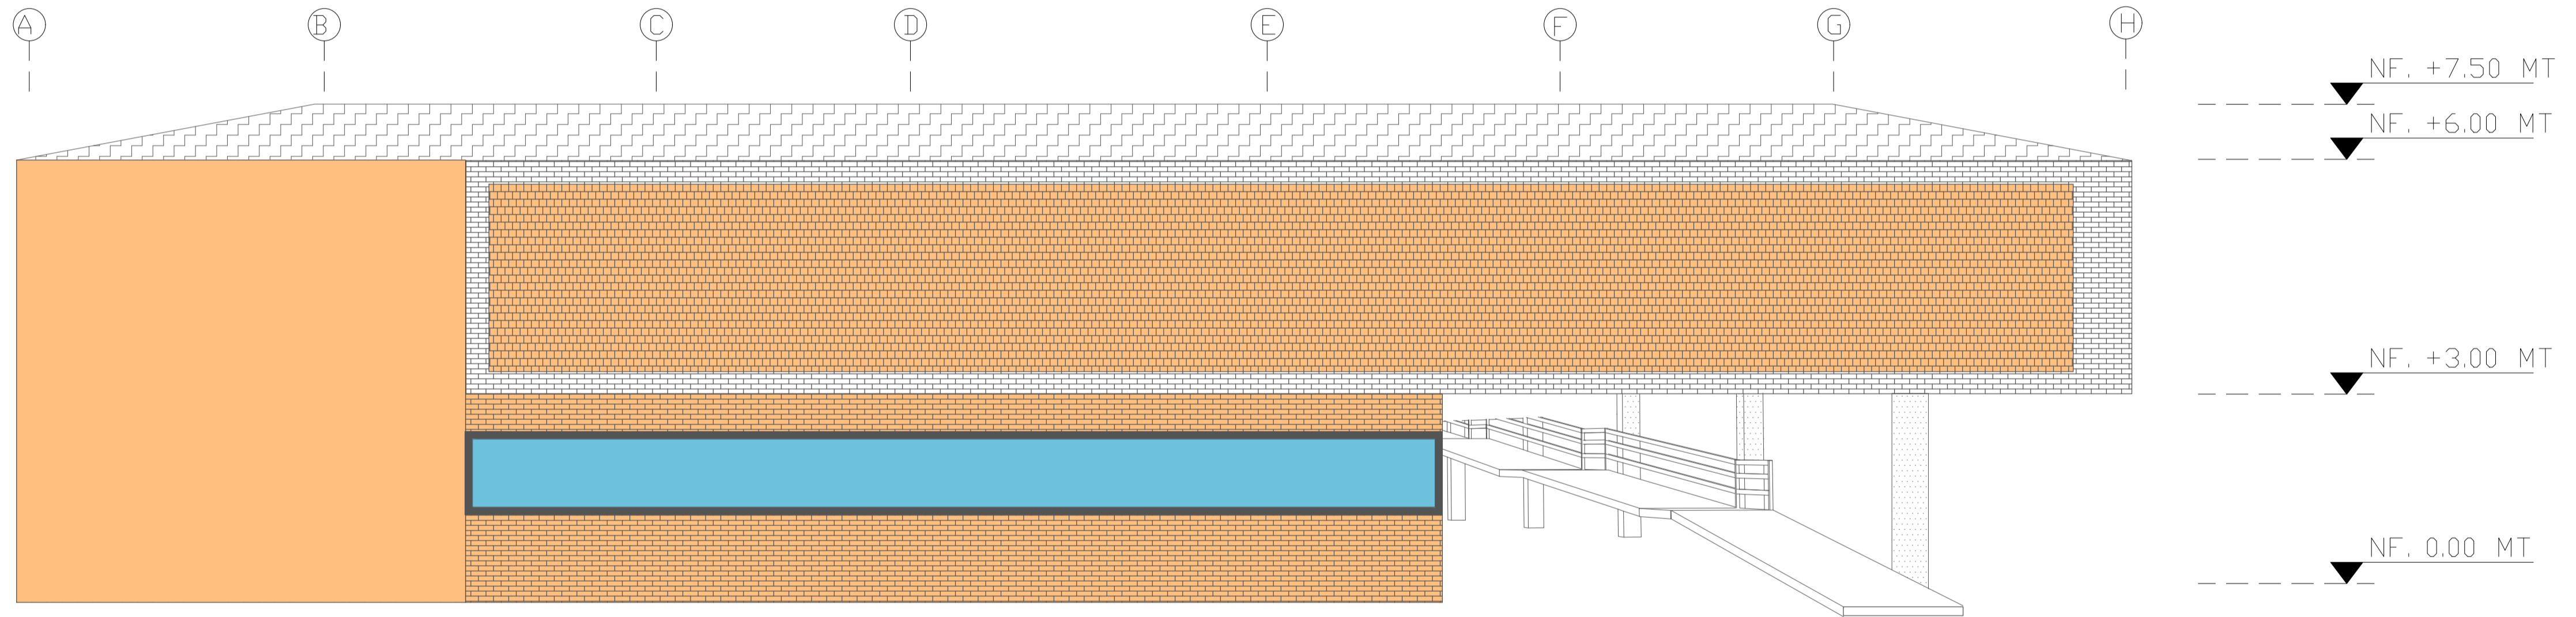 A B C D E F G H
NF. +7.50 MT
NF. +6.00 MT
NF. +3.00 MT
NF. 0.00 MT